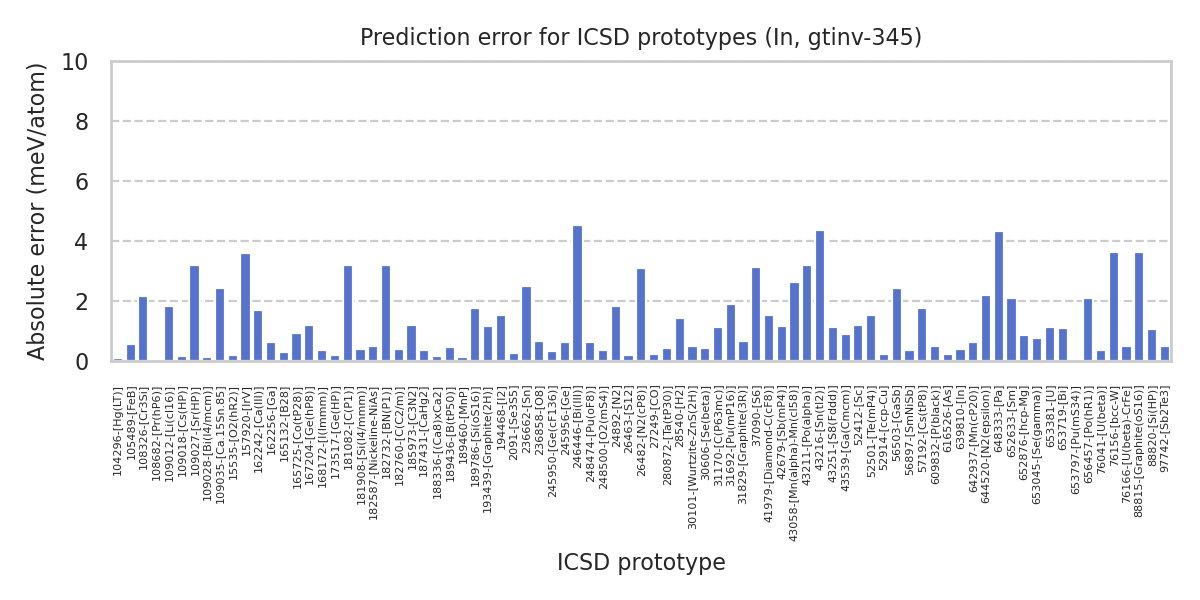 Prediction error for ICSD prototypes (In, gtinv-345)
Absolute error (meV/atom)
10
8
6
4
2
0
104296-[Hg(LT)]
105489-[FeB]
108326-[Cr3Si]
108682-[Pr(hP6)]
109012-[Li(cI16)]
109018-[Cs(HP)]
109027-[Sr(HP)]
109028-[Bi(I4/mcm)]
109035-[Ca.15Sn.85]
15535-[O2(hR2)]
157920-[IrV]
162242-[Ca(III)]
162256-[Ga]
165132-[B28]
165725-[Co(tP28)]
167204-[Ge(hP8)]
168172-[I(Immm)]
173517-[Ge(HP)]
181082-[C(P1)]
181908-[Si(I4/mmm)]
182587-[Nickeline-NiAs]
182732-[BN(P1)]
182760-[C(C2/m)]
185973-[C3N2]
187431-[CaHg2]
188336-[(Ca8)xCa2]
189436-[B(tP50)]
189460-[MnP]
189786-[Si(oS16)]
193439-[Graphite(2H)]
194468-[I2]
2091-[Se3S5]
236662-[Sn]
236858-[O8]
245950-[Ge(cF136)]
245956-[Ge]
246446-[Bi(III)]
248474-[Pu(oF8)]
248500-[O2(mS4)]
24892-[N2]
26463-[S12]
26482-[N2(cP8)]
27249-[CO]
280872-[Ta(tP30)]
28540-[H2]
30101-[Wurtzite-ZnS(2H)]
30606-[Se(beta)]
31170-[C(P63mc)]
31692-[Pu(mP16)]
31829-[Graphite(3R)]
37090-[S6]
41979-[Diamond-C(cF8)]
42679-[Sb(mP4)]
43058-[Mn(alpha)-Mn(cI58)]
43211-[Po(alpha)]
43216-[Sn(tI2)]
43251-[S8(Fddd)]
43539-[Ga(Cmcm)]
52412-[Sc]
52501-[Te(mP4)]
52914-[ccp-Cu]
56503-[GaSb]
56897-[SmNiSb]
57192-[Cs(tP8)]
609832-[P(black)]
616526-[As]
639810-[In]
642937-[Mn(cP20)]
644520-[N2(epsilon)]
648333-[Pa]
652633-[Sm]
652876-[hcp-Mg]
653045-[Se(gamma)]
653381-[U]
653719-[Bi]
653797-[Pu(mS34)]
656457-[Po(hR1)]
76041-[U(beta)]
76156-[bcc-W]
76166-[U(beta)-CrFe]
88815-[Graphite(oS16)]
88820-[Si(HP)]
97742-[Sb2Te3]
ICSD prototype